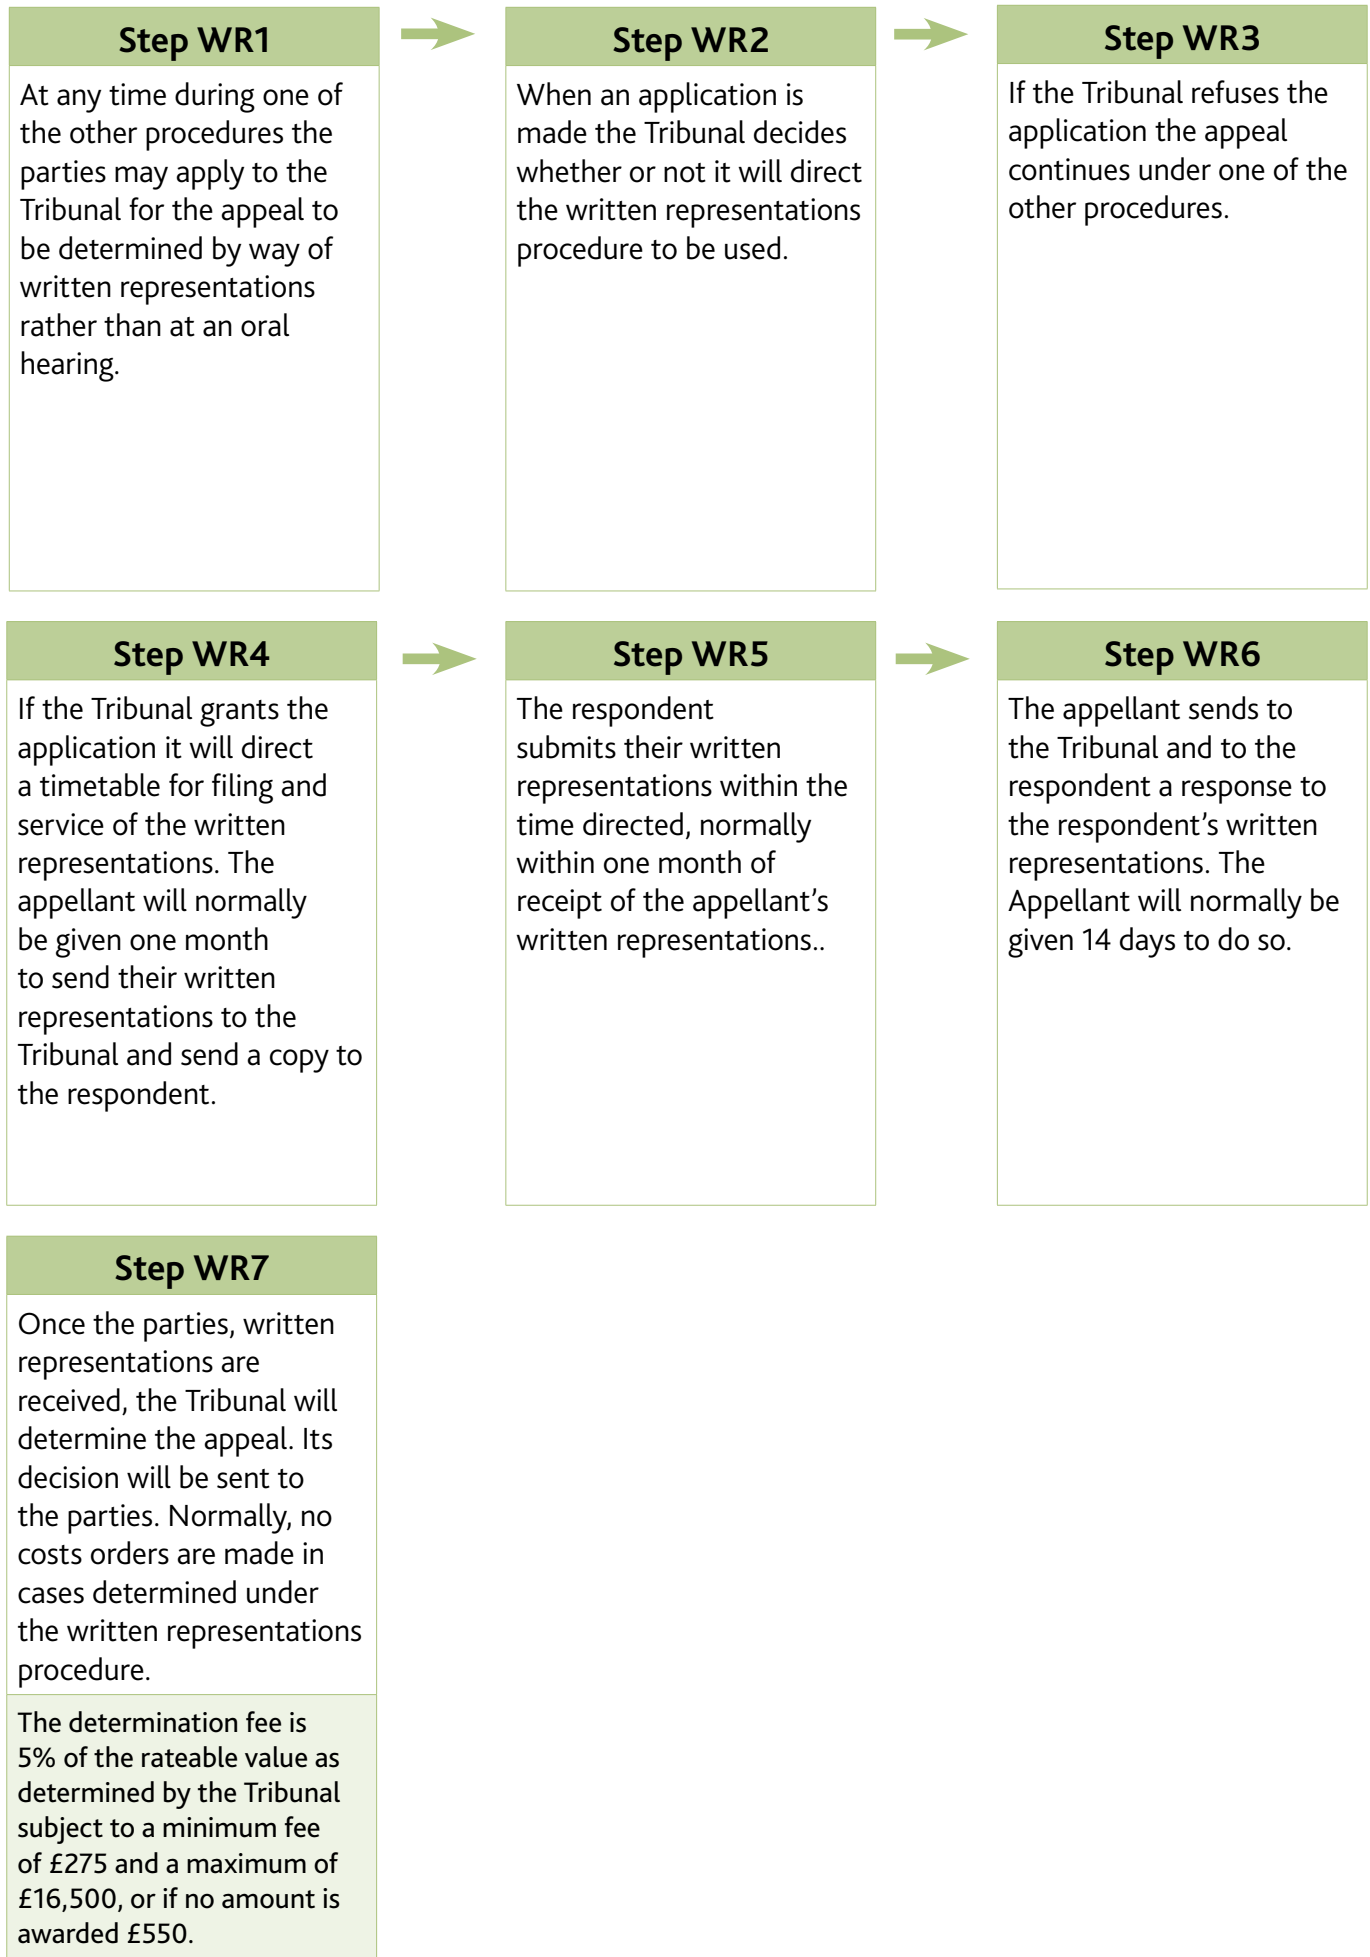 Step WR1
At any time during one of
the other procedures the
parties may apply to the
Tribunal for the appeal to
be determined by way of
written representations
rather than at an oral
hearing.
Step WR2
When an application is
made the Tribunal decides
whether or not it will direct
the written representations
procedure to be used.
Step WR3
If the Tribunal refuses the
application the appeal
continues under one of the
other procedures.
Step WR4
If the Tribunal grants the
application it will direct
a timetable for filing and
service of the written
representations. The
appellant will normally
be given one month
to send their written
representations to the
Tribunal and send a copy to
the respondent.
Step WR5
The respondent
submits their written
representations within the
time directed, normally
within one month of
receipt of the appellant’s
written representations..
Step WR6
The appellant sends to
the Tribunal and to the
respondent a response to
the respondent’s written
representations. The
Appellant will normally be
given 14 days to do so.
Step WR7
Once the parties, written
representations are
received, the Tribunal will
determine the appeal. Its
decision will be sent to
the parties. Normally, no
costs orders are made in
cases determined under
the written representations
procedure.
The determination fee is
5% of the rateable value as
determined by the Tribunal
subject to a minimum fee
of £275 and a maximum of
£16,500, or if no amount is
awarded £550.